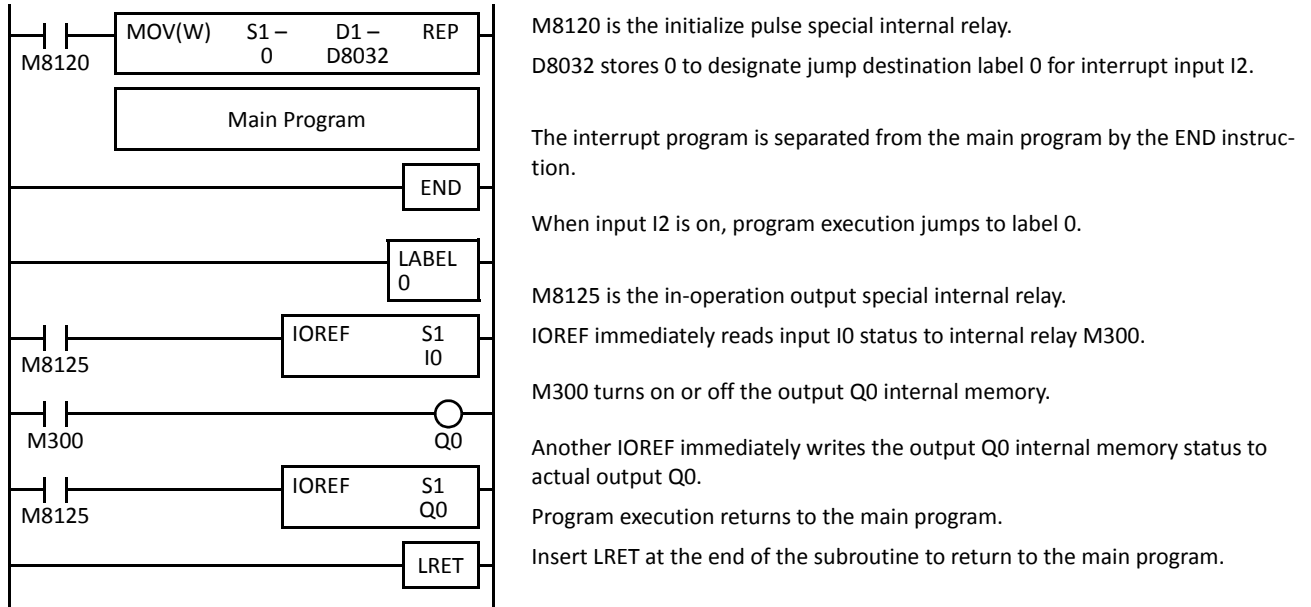 MOV(W) S1 – D1 – REP
0 D8032
M8120
Main Program
END
LABEL
0
IOREF S1
I0
M8125
M300
Q0
IOREF S1
Q0
M8125
LRET
M8120 is the initialize pulse special internal relay.
D8032 stores 0 to designate jump destination label 0 for interrupt input I2.
The interrupt program is separated from the main program by the END instruc-
tion.
When input I2 is on, program execution jumps to label 0.
M8125 is the in-operation output special internal relay.
IOREF immediately reads input I0 status to internal relay M300.
M300 turns on or off the output Q0 internal memory.
Another IOREF immediately writes the output Q0 internal memory status to
actual output Q0.
Program execution returns to the main program.
Insert LRET at the end of the subroutine to return to the main program.